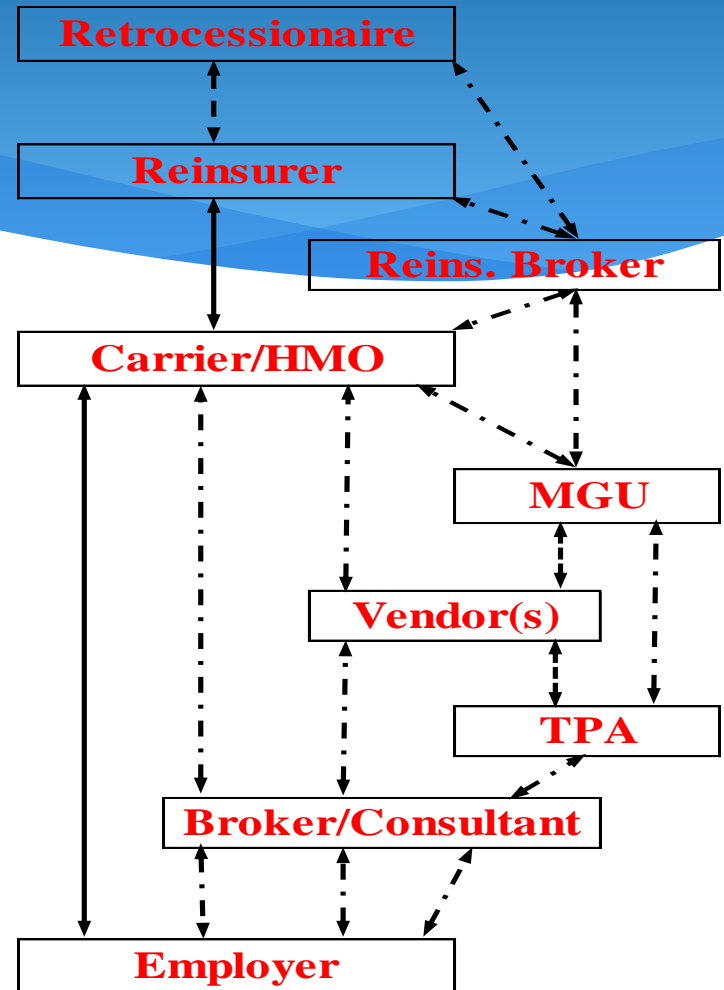 Retrocessionaire
Reinsurer
Reins. Broker
Carrier/HMO
MGU
Vendor(s)
TPA
Broker/Consultant
Employer